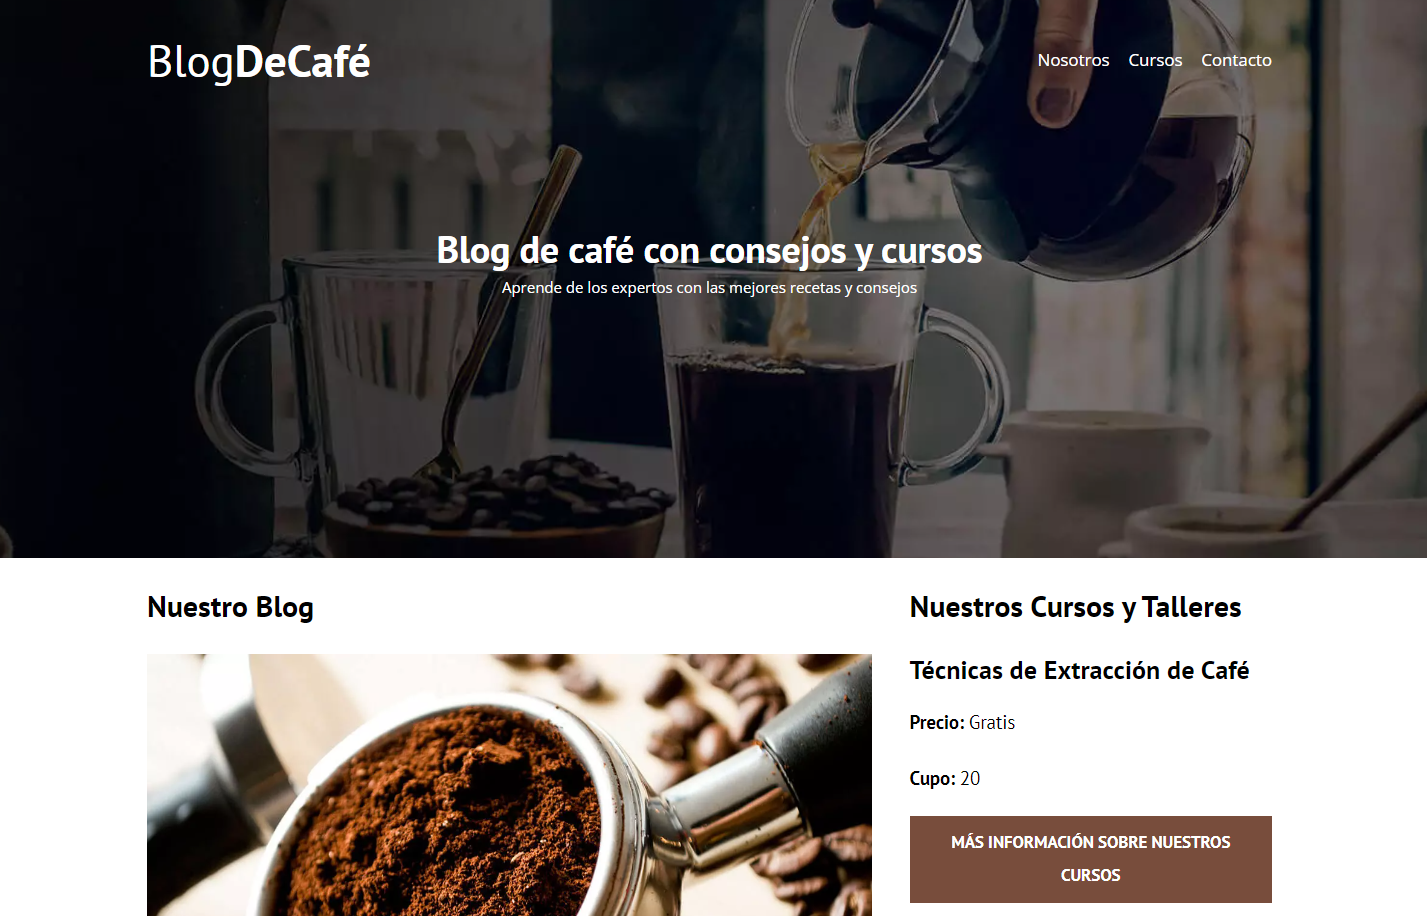 BlogDeCafé
Nosotros Cursos Contacto
Blog de café con consejos y cursos
Aprende de los expertos con las mejores recetas y consejos
Nuestro Blog
Nuestros Cursos y Talleres
Técnicas de Extracción de Café
Precio: Gratis
Cupo: 20
MÁS INFORMACIÓN SOBRE NUESTROS
CURSOS